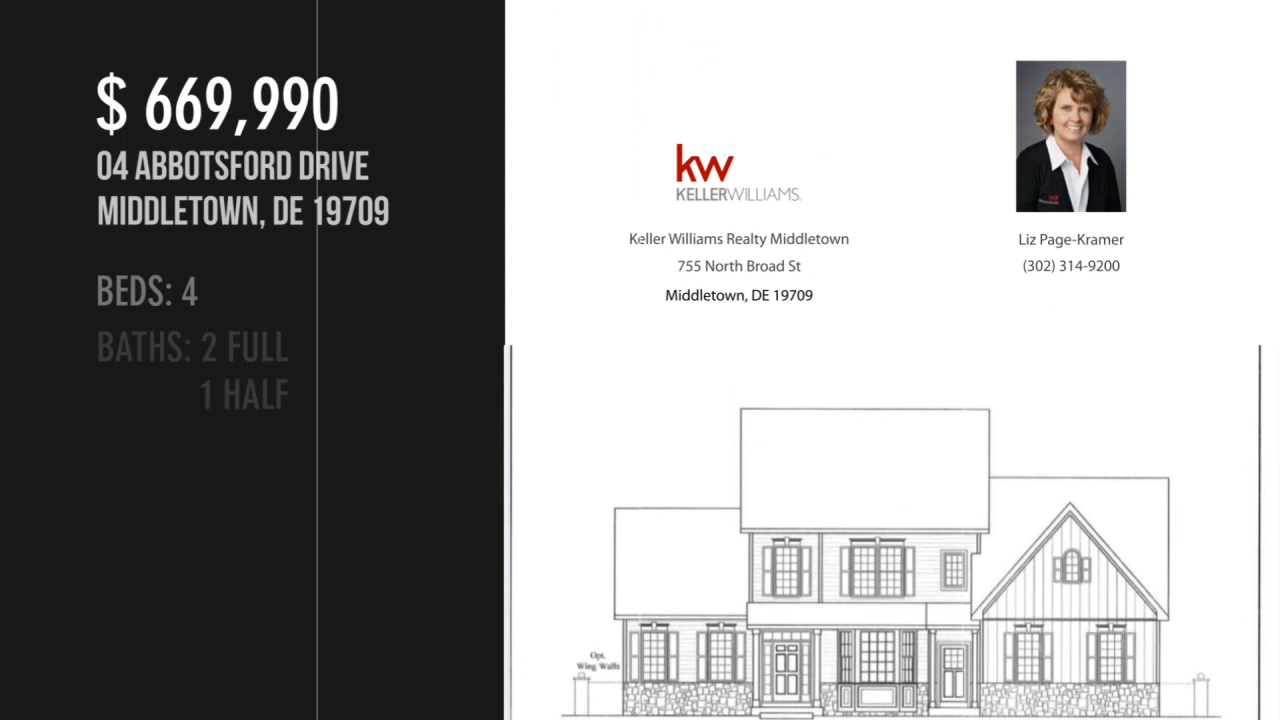 $ 669,990
04 ABBOTSFORD DRIVE
MIDDLETOWN, DE 19709
BEDS: 4
BATHS: 2 FULL
1 HALF
kw
KELLERWILLIAMS.
Keller Williams Realty Middletown
755 North Broad St
Middletown, DE 19709
Liz Page-Kramer
(302) 314-9200
Opt.
Wing Walls